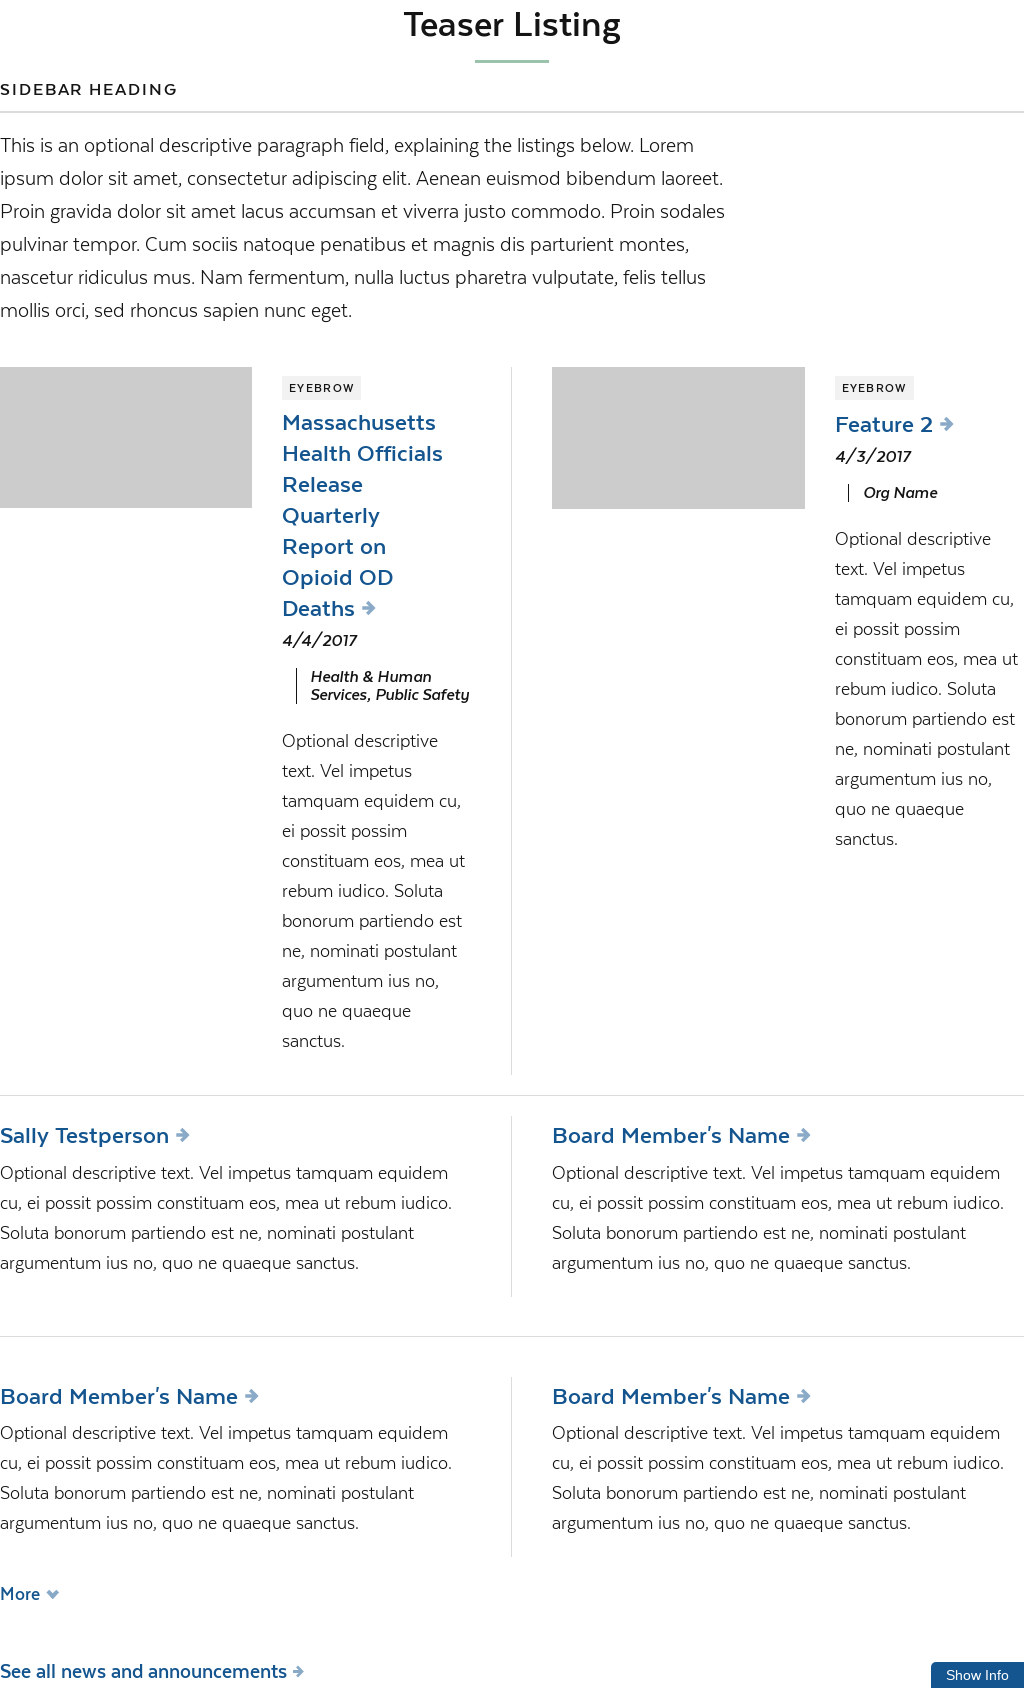 Teaser Listing
SIDEBAR HEADING
This is an optional descriptive paragraph field, explaining the listings below. Lorem
ipsum dolor sit amet, consectetur adipiscing elit. Aenean euismod bibendum laoreet.
Proin gravida dolor sit amet lacus accumsan et viverra justo commodo. Proin sodales
pulvinar tempor. Cum sociis natoque penatibus et magnis dis parturient montes,
nascetur ridiculus mus. Nam fermentum, nulla luctus pharetra vulputate, felis tellus
mollis orci, sed rhoncus sapien nunc eget.
EYEBROW
Massachusetts
Health Officials
Release
Quarterly
Report on
Opioid OD
Deaths
4/4/2017
Health & Human
Services, Public Safety
Optional descriptive
text. Vel impetus
tamquam equidem cu,
ei possit possim
constituam eos, mea ut
rebum iudico. Soluta
bonorum partiendo est
ne, nominati postulant
argumentum ius no,
quo ne quaeque
sanctus.
EYEBROW
Feature 2
4/3/2017
Org Name
Optional descriptive
text. Vel impetus
tamquam equidem cu,
ei possit possim
constituam eos, mea ut
rebum iudico. Soluta
bonorum partiendo est
ne, nominati postulant
argumentum ius no,
quo ne quaeque
sanctus.
Sally Testperson
Optional descriptive text. Vel impetus tamquam equidem
cu, ei possit possim constituam eos, mea ut rebum iudico.
Soluta bonorum partiendo est ne, nominati postulant
argumentum ius no, quo ne quaeque sanctus.
Board Member's Name
Optional descriptive text. Vel impetus tamquam equidem
cu, ei possit possim constituam eos, mea ut rebum iudico.
Soluta bonorum partiendo est ne, nominati postulant
argumentum ius no, quo ne quaeque sanctus.
Board Member's Name
Optional descriptive text. Vel impetus tamquam equidem
cu, ei possit possim constituam eos, mea ut rebum iudico.
Soluta bonorum partiendo est ne, nominati postulant
argumentum ius no, quo ne quaeque sanctus.
Board Member's Name
Optional descriptive text. Vel impetus tamquam equidem
cu, ei possit possim constituam eos, mea ut rebum iudico.
Soluta bonorum partiendo est ne, nominati postulant
argumentum ius no, quo ne quaeque sanctus.
More
See all news and announcements
Show Info